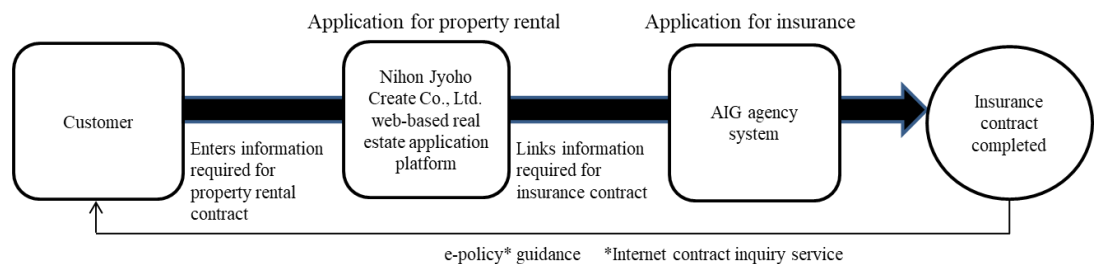 Application for property rental
Application for insurance
Customer
Enters information
required for
property rental
contract
Nihon Jyoho
Create Co., Ltd.
web-based real
estate application
platform
Links information
required for
insurance contract
AIG agency
system
Insurance
contract
completed
e-policy* guidance *Internet contract inquiry service